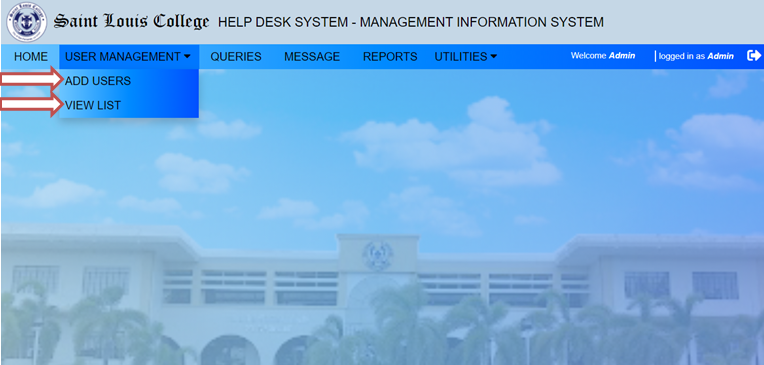 Saint Louis College HELP DESK SYSTEM - MANAGEMENT INFORMATION SYSTEM
HOME USER MANAGEMENT QUERIES MESSAGE REPORTS UTILITIES Welcome Admin |logged in as Admin
ADD USERS
VIEW LIST